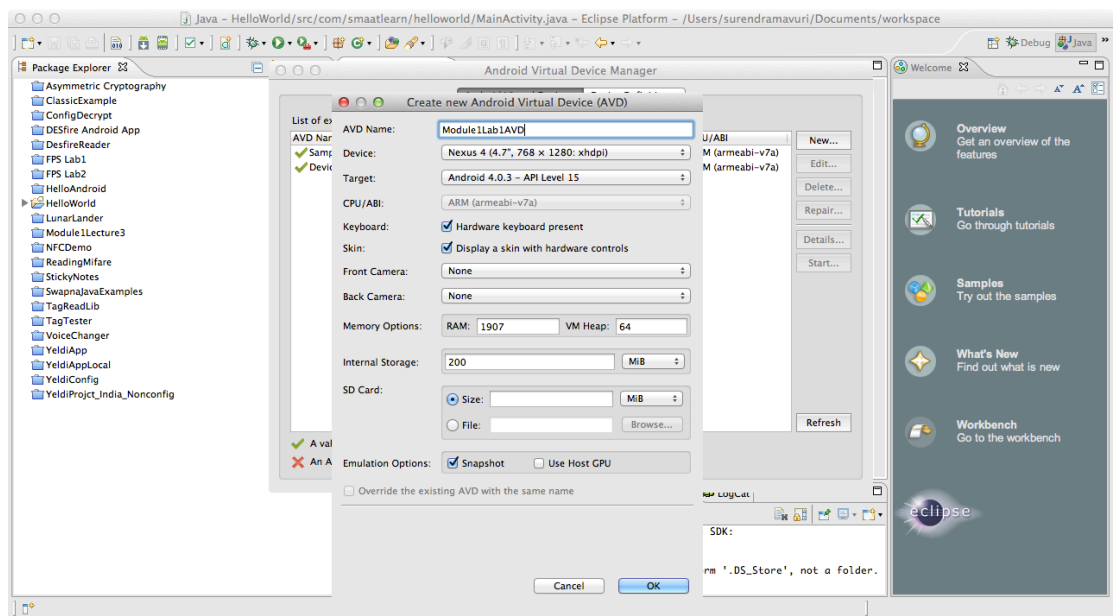 Java - HelloWorld/src/com/smaatlearn/helloworld/MainActivity.java - Eclipse Platform - /Users/surendramavuri/Documents/workspace
Debug
Java
Package Explorer
Asymmetric Cryptography
ClassicExample
ConfigDecrypt
DESfire Android App
DesfireReader
FPS Lab1
FPS Lab2
HelloAndroid
HelloWorld
LunarLander
Module1Lecture3
NFCDemo
ReadingMifare
StickyNotes
SwapnaJavaExamples
TagReadLib
TagTester
VoiceChanger
YeldiApp
YeldiAppLocal
YeldiConfig
YeldiProjct_India_Nonconfig
Android Virtual Device Manager
List of ex
AVD Nar
U/ABI
Samp
M (armeabi-v7a)
Devic
M (armeabi-v7a)
New...
Edit...
Delete...
Repair...
Details...
Start...
Refresh
A val
An A
Create new Android Virtual Device (AVD)
AVD Name: Module1Lab1AVD
Device: Nexus 4 (4.7", 768 × 1280: xhdpi)
Target: Android 4.0.3 - API Level 15
CPU/ABI: ARM (armeabi-v7a)
Keyboard: Hardware keyboard present
Skin: Display a skin with hardware controls
Front Camera: None
Back Camera: None
Memory Options: RAM: 1907 VM Heap: 64
Internal Storage: 200 MiB
SD Card:
Size: MiB
File: Browse...
Emulation Options: Snapshot Use Host GPU
Override the existing AVD with the same name
Cancel OK
LogCat
SDK:
rm '.DS_Store', not a folder.
Welcome
Overview
Get an overview of the
features
Tutorials
Go through tutorials
Samples
Try out the samples
What's New
Find out what is new
Workbench
Go to the workbench
eclipse